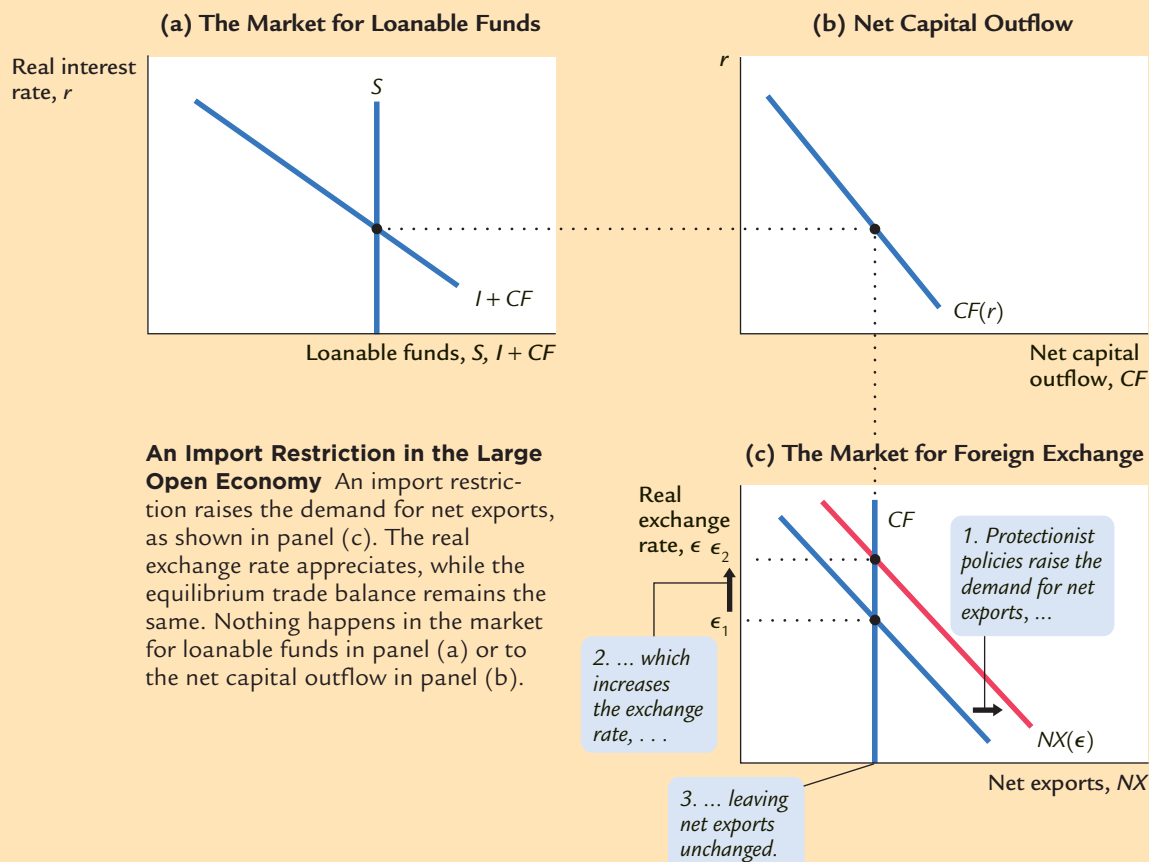 (a) The Market for Loanable Funds
Real interest
rate, r
S
I + CF
Loanable funds, S, I + CF
(b) Net Capital Outflow
r
CF(r)
Net capital
outflow, CF
An Import Restriction in the Large
Open Economy An import restric-
tion raises the demand for net exports,
as shown in panel (c). The real
exchange rate appreciates, while the
equilibrium trade balance remains the
same. Nothing happens in the market
for loanable funds in panel (a) or to
the net capital outflow in panel (b).
(c) The Market for Foreign Exchange
Real
exchange
rate, ϵ
ϵ₂
ϵ₁
CF
1. Protectionist
policies raise the
demand for net
exports, ...
2. ... which
increases
the exchange
rate, . . .
NX(ϵ)
Net exports, NX
3. ... leaving
net exports
unchanged.